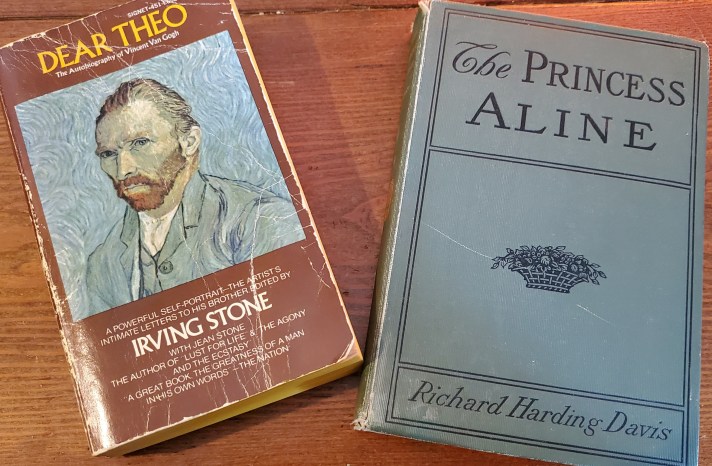 DEAR THEO
The Autobiography of Vincent Van Gogh
A POWERFUL SELF-PORTRAIT—THE ARTIST'S
INTIMATE LETTERS TO HIS BROTHER EDITED BY
IRVING STONE
WITH JEAN STONE
THE AUTHOR OF "LUST FOR LIFE" & "THE AGONY
AND THE ECSTASY"
"A GREAT BOOK, THE GREATNESS OF A MAN
IN HIS OWN WORDS"—THE NATION
The PRINCESS
ALINE
Richard Harding Davis